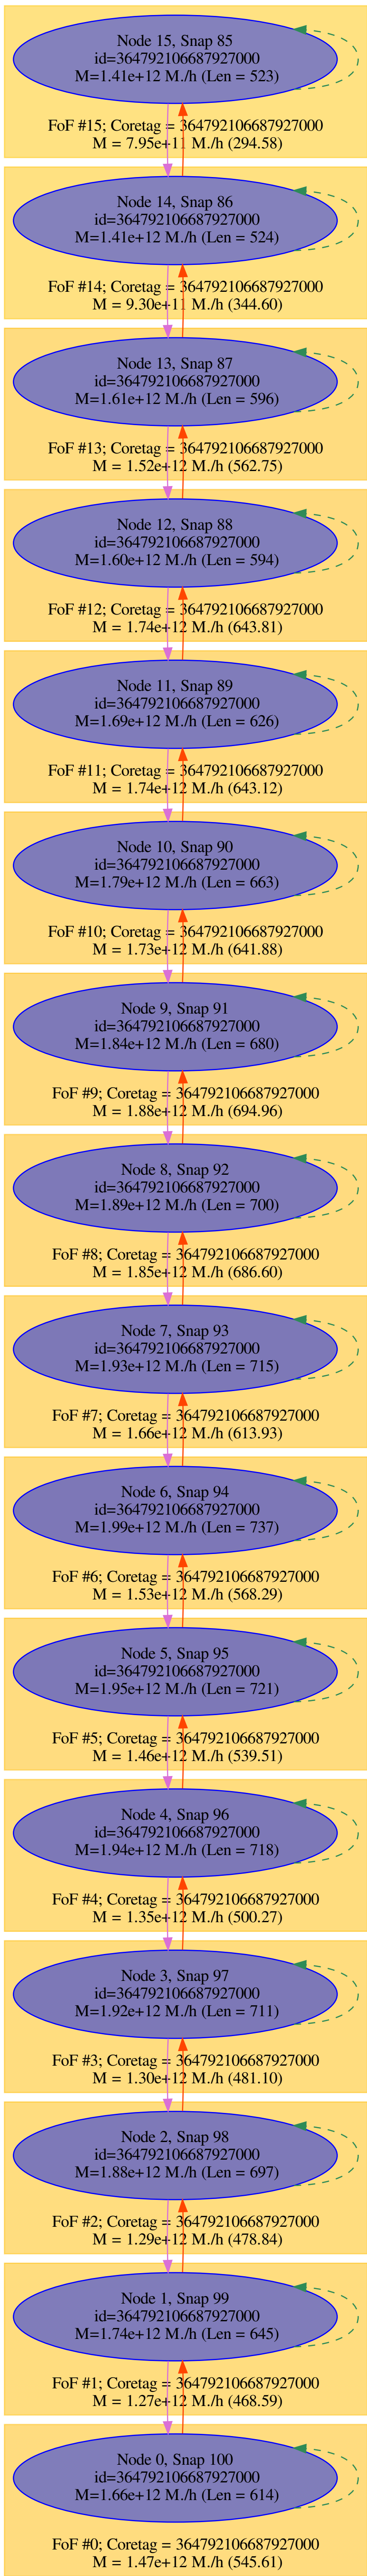 Node 15, Snap 85
id=364792106687927000
M=1.41e+12 M./h (Len = 523)
FoF #15; Coretag = 364792106687927000
M = 7.95e+11 M./h (294.58)
Node 14, Snap 86
id=364792106687927000
M=1.41e+12 M./h (Len = 524)
FoF #14; Coretag = 364792106687927000
M = 9.30e+11 M./h (344.60)
Node 13, Snap 87
id=364792106687927000
M=1.61e+12 M./h (Len = 596)
FoF #13; Coretag = 364792106687927000
M = 1.52e+12 M./h (562.75)
Node 12, Snap 88
id=364792106687927000
M=1.60e+12 M./h (Len = 594)
FoF #12; Coretag = 364792106687927000
M = 1.74e+12 M./h (643.81)
Node 11, Snap 89
id=364792106687927000
M=1.69e+12 M./h (Len = 626)
FoF #11; Coretag = 364792106687927000
M = 1.74e+12 M./h (643.12)
Node 10, Snap 90
id=364792106687927000
M=1.79e+12 M./h (Len = 663)
FoF #10; Coretag = 364792106687927000
M = 1.73e+12 M./h (641.88)
Node 9, Snap 91
id=364792106687927000
M=1.84e+12 M./h (Len = 680)
FoF #9; Coretag = 364792106687927000
M = 1.88e+12 M./h (694.96)
Node 8, Snap 92
id=364792106687927000
M=1.89e+12 M./h (Len = 700)
FoF #8; Coretag = 364792106687927000
M = 1.85e+12 M./h (686.60)
Node 7, Snap 93
id=364792106687927000
M=1.93e+12 M./h (Len = 715)
FoF #7; Coretag = 364792106687927000
M = 1.66e+12 M./h (613.93)
Node 6, Snap 94
id=364792106687927000
M=1.99e+12 M./h (Len = 737)
FoF #6; Coretag = 364792106687927000
M = 1.53e+12 M./h (568.29)
Node 5, Snap 95
id=364792106687927000
M=1.95e+12 M./h (Len = 721)
FoF #5; Coretag = 364792106687927000
M = 1.46e+12 M./h (539.51)
Node 4, Snap 96
id=364792106687927000
M=1.94e+12 M./h (Len = 718)
FoF #4; Coretag = 364792106687927000
M = 1.35e+12 M./h (500.27)
Node 3, Snap 97
id=364792106687927000
M=1.92e+12 M./h (Len = 711)
FoF #3; Coretag = 364792106687927000
M = 1.30e+12 M./h (481.10)
Node 2, Snap 98
id=364792106687927000
M=1.88e+12 M./h (Len = 697)
FoF #2; Coretag = 364792106687927000
M = 1.29e+12 M./h (478.84)
Node 1, Snap 99
id=364792106687927000
M=1.74e+12 M./h (Len = 645)
FoF #1; Coretag = 364792106687927000
M = 1.27e+12 M./h (468.59)
Node 0, Snap 100
id=364792106687927000
M=1.66e+12 M./h (Len = 614)
FoF #0; Coretag = 364792106687927000
M = 1.47e+12 M./h (545.61)